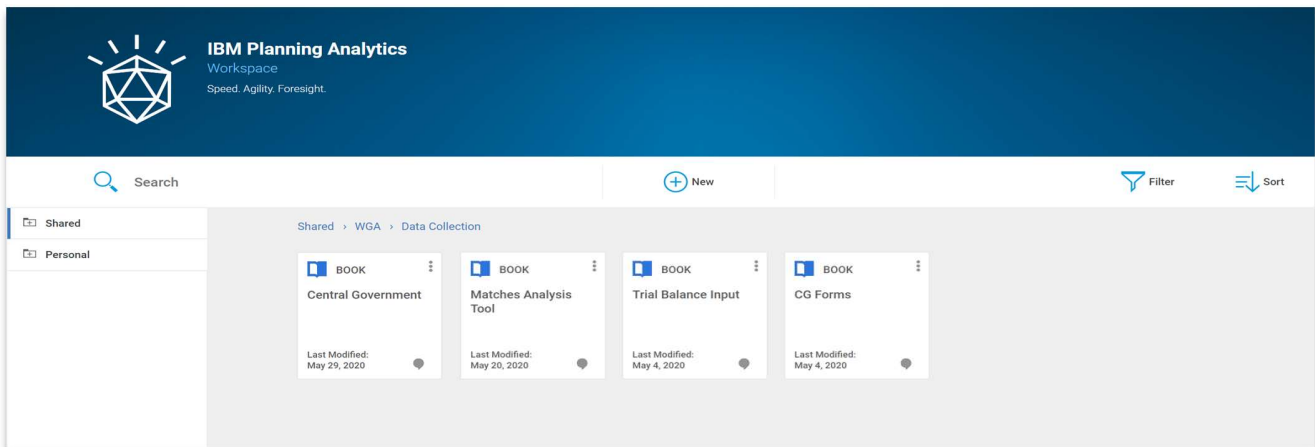 IBM Planning Analytics
Workspace
Speed. Agility. Foresight.
Search
New
Filter
Sort
Shared
Personal
Shared › WGA › Data Collection
BOOK
Central Government
Last Modified:
May 29, 2020
BOOK
Matches Analysis
Tool
Last Modified:
May 20, 2020
BOOK
Trial Balance Input
Last Modified:
May 4, 2020
BOOK
CG Forms
Last Modified:
May 4, 2020